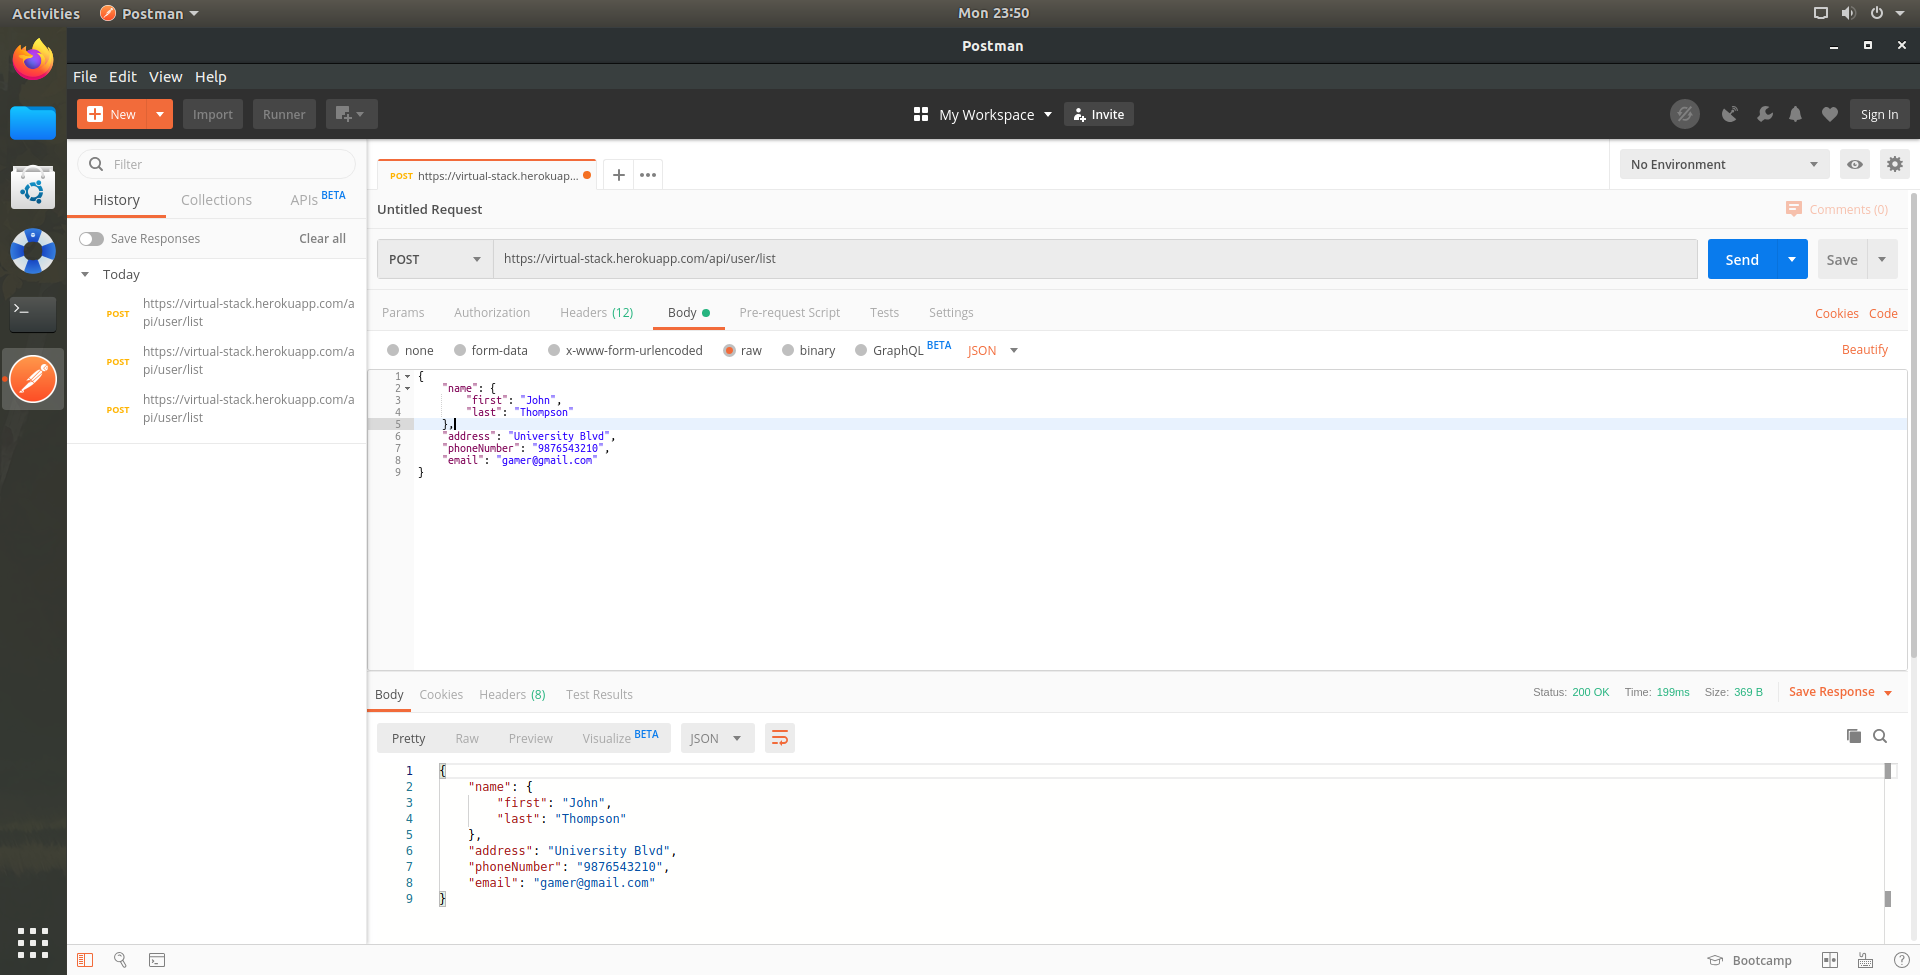 Activities Postman Mon 23:50
Postman
File Edit View Help
New Import Runner My Workspace Invite Sign In
Filter
History Collections APIs BETA
Save Responses Clear all
Today
POST https://virtual-stack.herokuapp.com/a
pi/user/list
POST https://virtual-stack.herokuapp.com/a
pi/user/list
POST https://virtual-stack.herokuapp.com/a
pi/user/list
POST https://virtual-stack.herokuap... + ••• No Environment
Untitled Request Comments (0)
POST https://virtual-stack.herokuapp.com/api/user/list Send Save
Params Authorization Headers (12) Body Pre-request Script Tests Settings Cookies Code
none form-data x-www-form-urlencoded raw binary GraphQL BETA JSON Beautify
1 {
2 "name": {
3 "first": "John",
4 "last": "Thompson"
5 },
6 "address": "University Blvd",
7 "phoneNumber": "9876543210",
8 "email": "gamer@gmail.com"
9 }
Body Cookies Headers (8) Test Results Status: 200 OK Time: 199ms Size: 369 B Save Response
Pretty Raw Preview Visualize BETA JSON
1 {
2 "name": {
3 "first": "John",
4 "last": "Thompson"
5 },
6 "address": "University Blvd",
7 "phoneNumber": "9876543210",
8 "email": "gamer@gmail.com"
9 }
Bootcamp